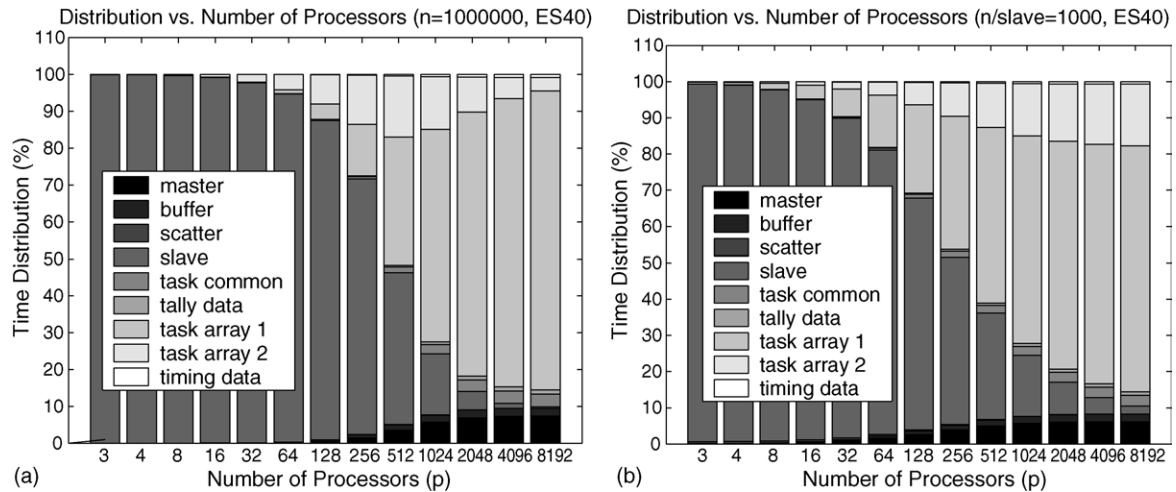 Distribution vs. Number of Processors (n=1000000, ES40)
110
100
90
80
70
60
50
40
30
20
10
0
Time Distribution (%)
master
buffer
scatter
slave
task common
tally data
task array 1
task array 2
timing data
3 4 8 16 32 64 128 256 512 1024 2048 4096 8192
(a) Number of Processors (p)
Distribution vs. Number of Processors (n/slave=1000, ES40)
110
100
90
80
70
60
50
40
30
20
10
0
Time Distribution (%)
master
buffer
scatter
slave
task common
tally data
task array 1
task array 2
timing data
3 4 8 16 32 64 128 256 512 1024 2048 4096 8192
(b) Number of Processors (p)